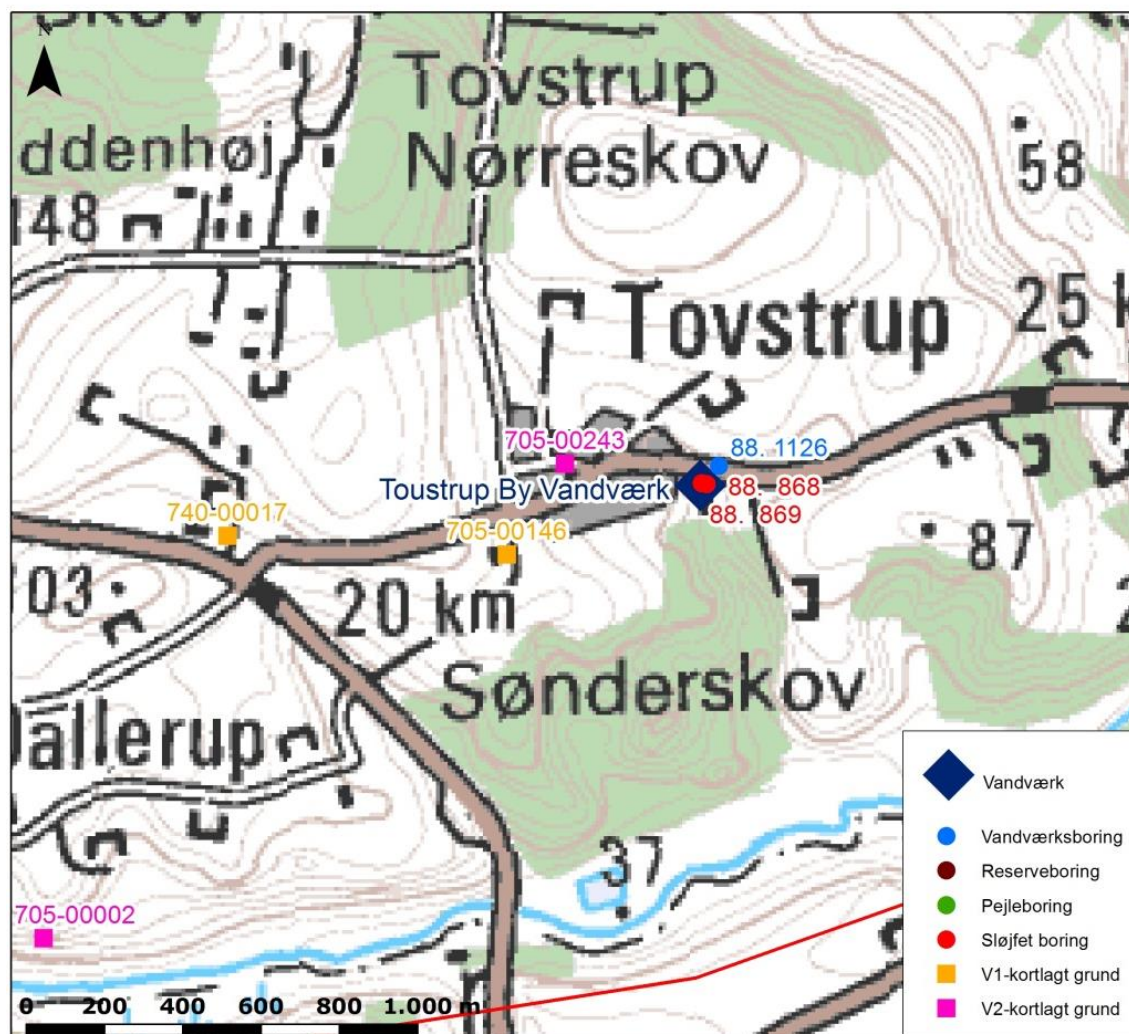 N
skov
Tovstrup
Nørreskov
ddenhøj
148
58
Tovstrup
25 k
705-00243
88. 1126
Toustrup By Vandværk
88. 868
88. 869
740-00017
705-00146
87
03
20 km
Sønderskov
Dallerup
37
705-00002
Vandværk
Vandværksboring
Reserveboring
Pejleboring
Sløjfet boring
V1-kortlagt grund
V2-kortlagt grund
0 200 400 600 800 1.000 m